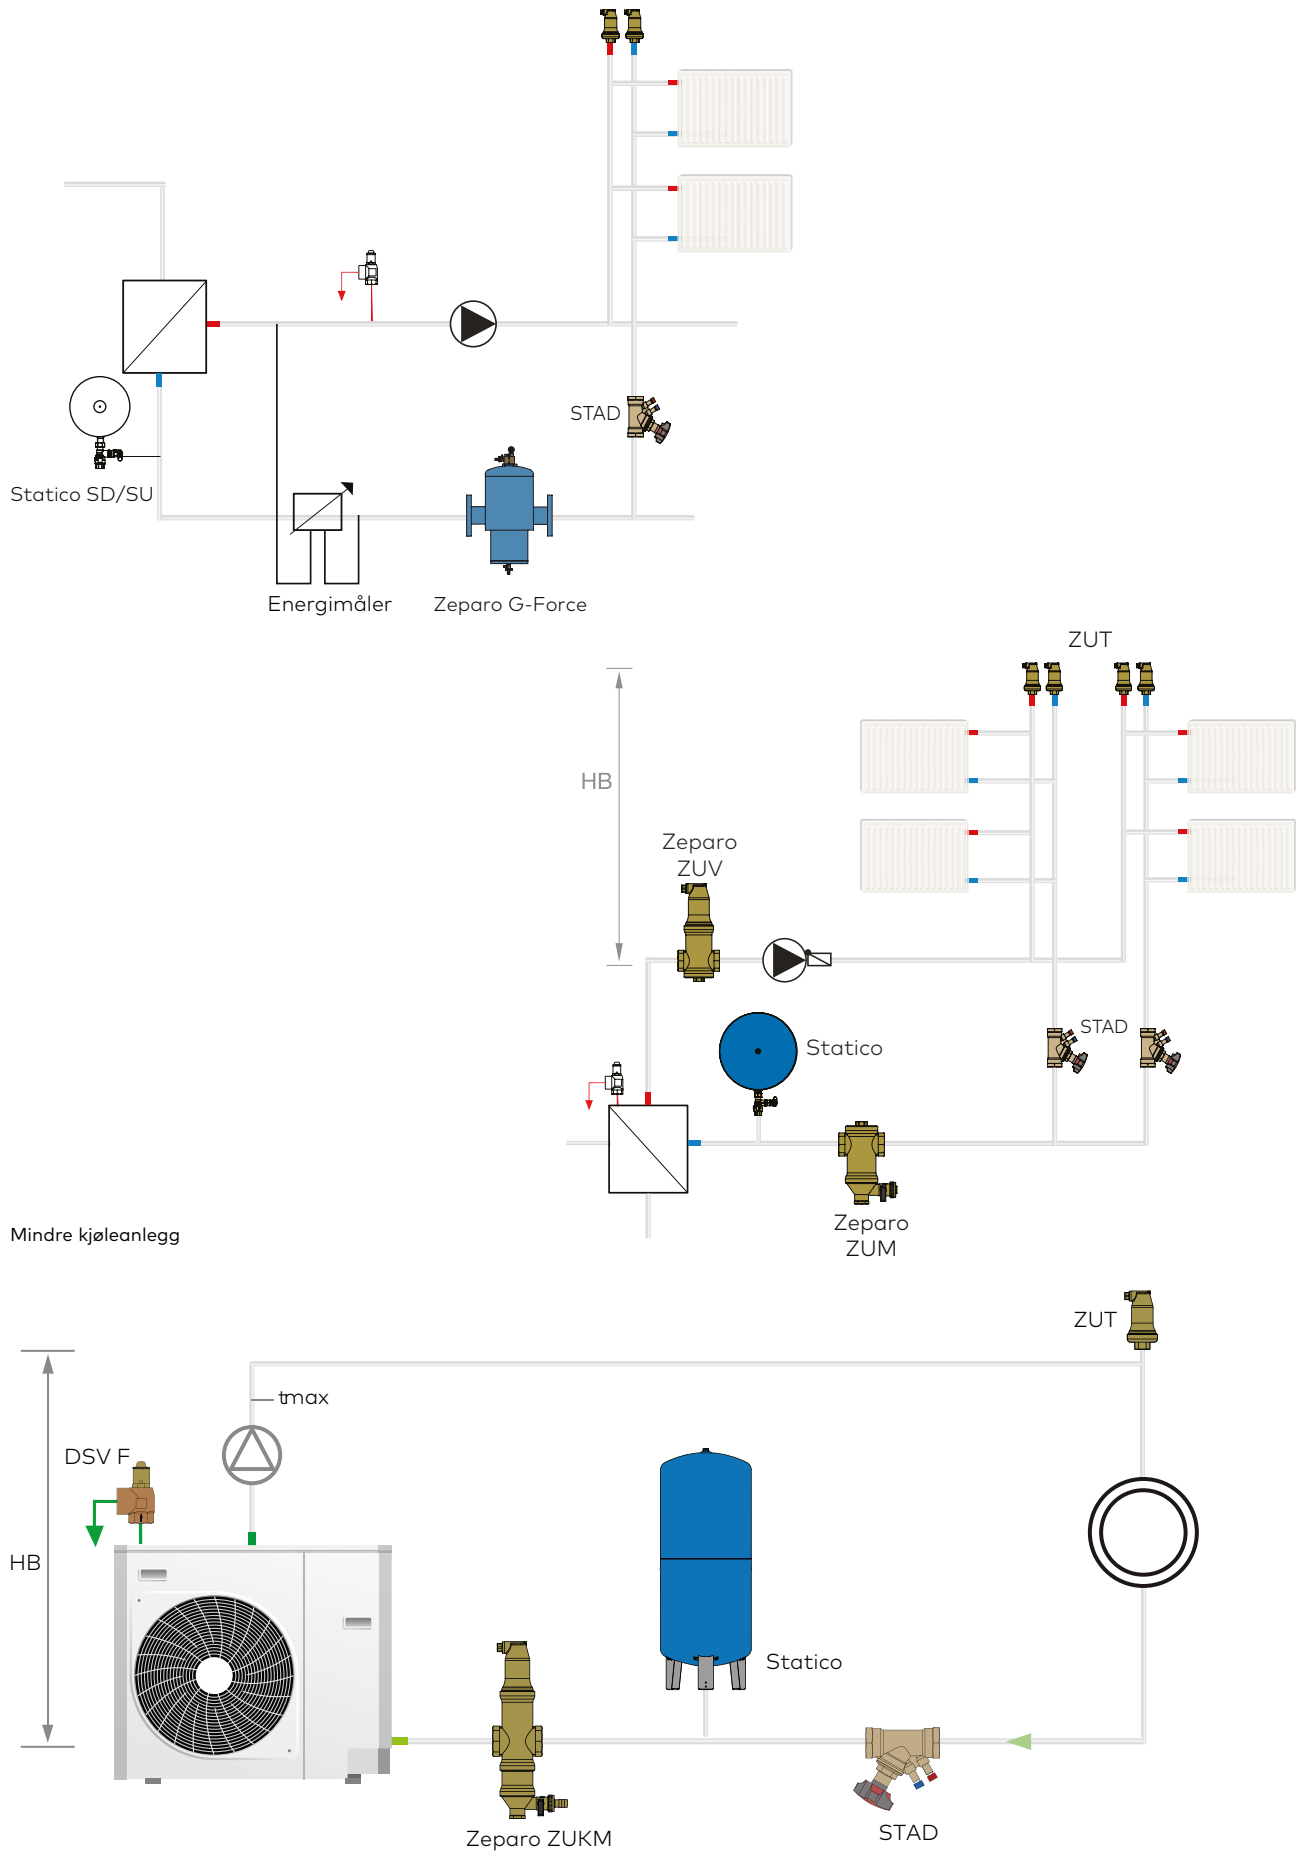 STAD
Statico SD/SU
Energimåler
Zeparo G-Force
ZUT
HB
Zeparo
ZUV
STAD
Statico
Zeparo
ZUM
Mindre kjøleanlegg
ZUT
tmax
DSV F
HB
Statico
Zeparo ZUKM
STAD